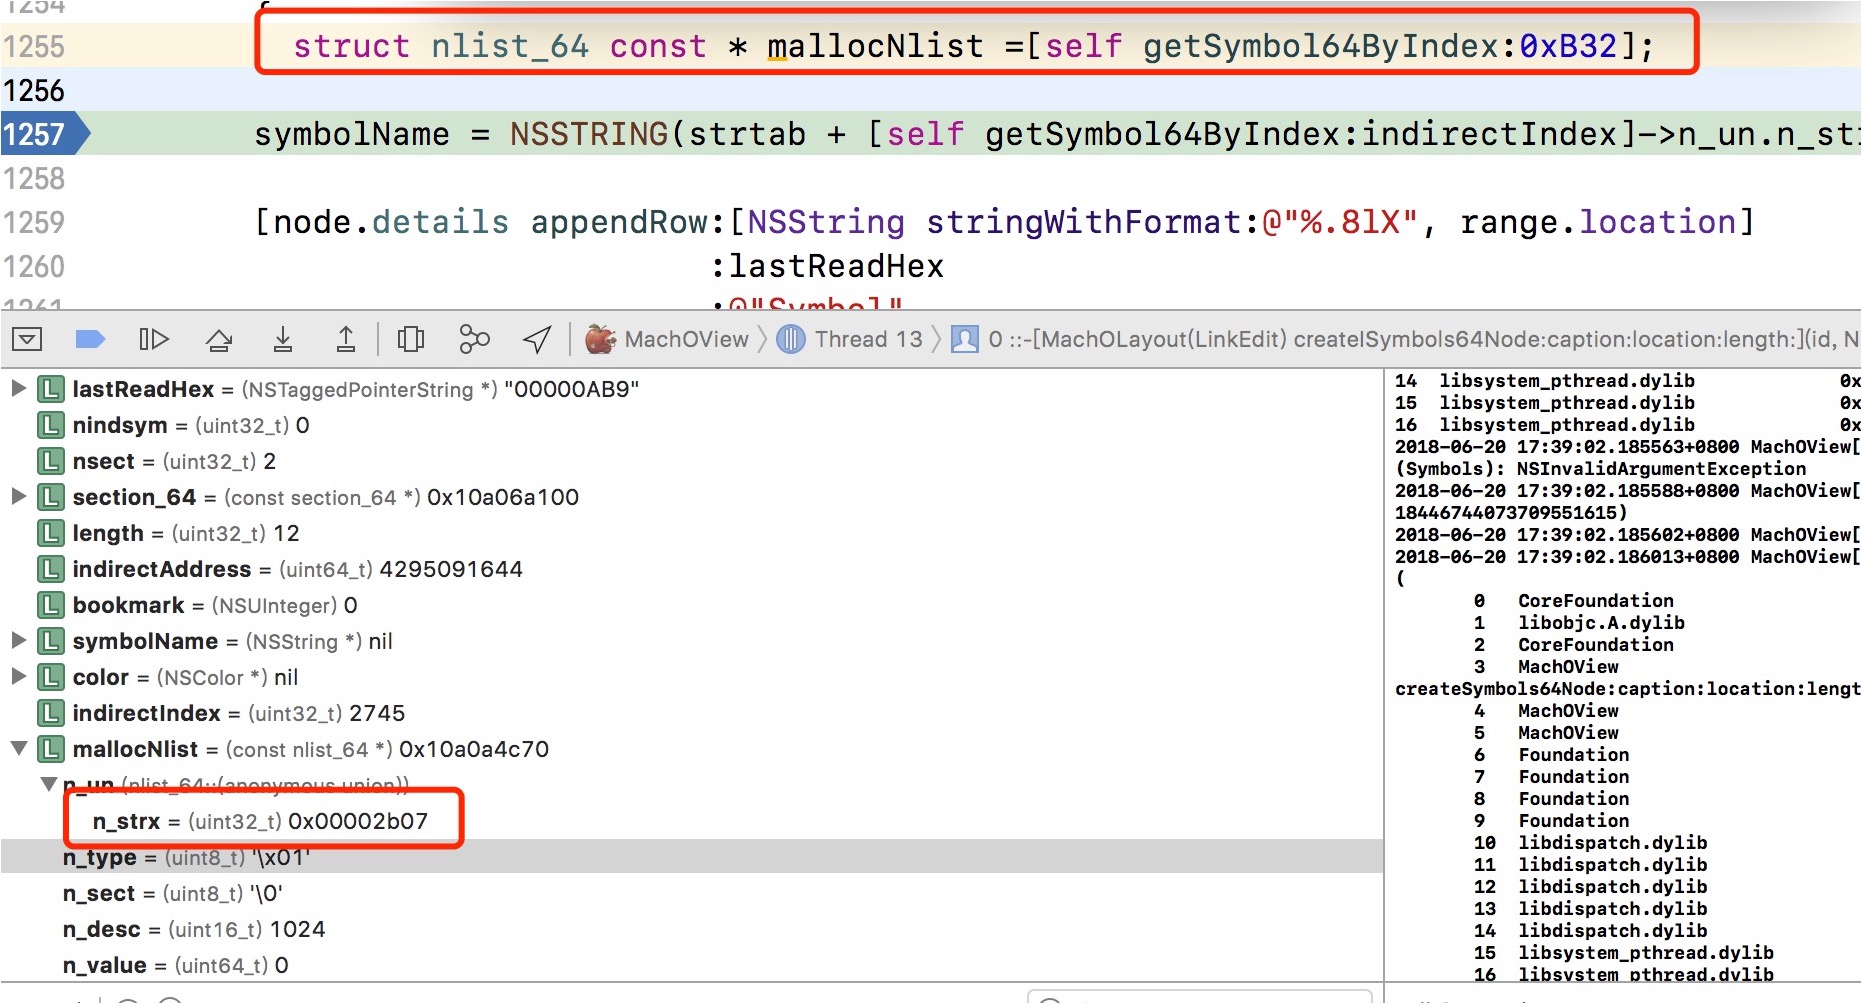 1254 {
1255 struct nlist_64 const * mallocNlist =[self getSymbol64ByIndex:0xB32];
1256
1257 symbolName = NSSTRING(strtab + [self getSymbol64ByIndex:indirectIndex]->n_un.n_st
1258
1259 [node.details appendRow:[NSString stringWithFormat:@"%.8lX", range.location]
1260 :lastReadHex
1261 :@"Symbol"
MachOView Thread 13 0 ::-[MachOLayout(LinkEdit) createISymbols64Node:caption:location:length:](id, N
L lastReadHex = (NSTaggedPointerString *) "00000AB9"
L nindsym = (uint32_t) 0
L nsect = (uint32_t) 2
L section_64 = (const section_64 *) 0x10a06a100
L length = (uint32_t) 12
L indirectAddress = (uint64_t) 4295091644
L bookmark = (NSUInteger) 0
L symbolName = (NSString *) nil
L color = (NSColor *) nil
L indirectIndex = (uint32_t) 2745
L mallocNlist = (const nlist_64 *) 0x10a0a4c70
n_un (nlist_64::(anonymous union))
n_strx = (uint32_t) 0x00002b07
n_type = (uint8_t) '\x01'
n_sect = (uint8_t) '\0'
n_desc = (uint16_t) 1024
n_value = (uint64_t) 0
14 libsystem_pthread.dylib 0x
15 libsystem_pthread.dylib 0x
16 libsystem_pthread.dylib 0x
2018-06-20 17:39:02.185563+0800 MachOView[
(Symbols): NSInvalidArgumentException
2018-06-20 17:39:02.185588+0800 MachOView[
18446744073709551615)
2018-06-20 17:39:02.185602+0800 MachOView[
2018-06-20 17:39:02.186013+0800 MachOView[
(
0 CoreFoundation
1 libobjc.A.dylib
2 CoreFoundation
3 MachOView
createSymbols64Node:caption:location:lengt
4 MachOView
5 MachOView
6 Foundation
7 Foundation
8 Foundation
9 Foundation
10 libdispatch.dylib
11 libdispatch.dylib
12 libdispatch.dylib
13 libdispatch.dylib
14 libdispatch.dylib
15 libsystem_pthread.dylib
16 libsystem_pthread.dylib